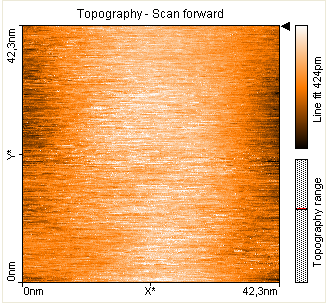 Topography - Scan forward
42,3nm
Y*
0nm
0nm
X*
42,3nm
Line fit 424pm
Topography range